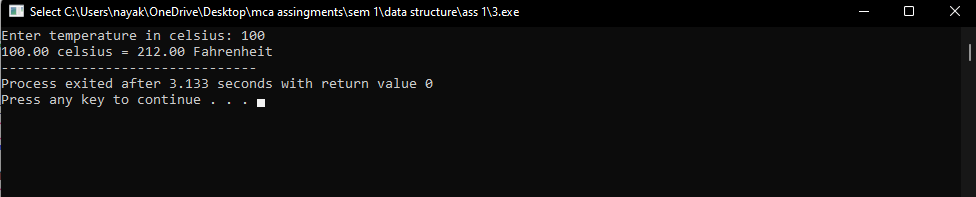 Select C:\Users\nayak\OneDrive\Desktop\mca assingments\sem 1\data structure\ass 1\3.exe
Enter temperature in celsius: 100
100.00 celsius = 212.00 Fahrenheit
--------------------------------
Process exited after 3.133 seconds with return value 0
Press any key to continue . . .